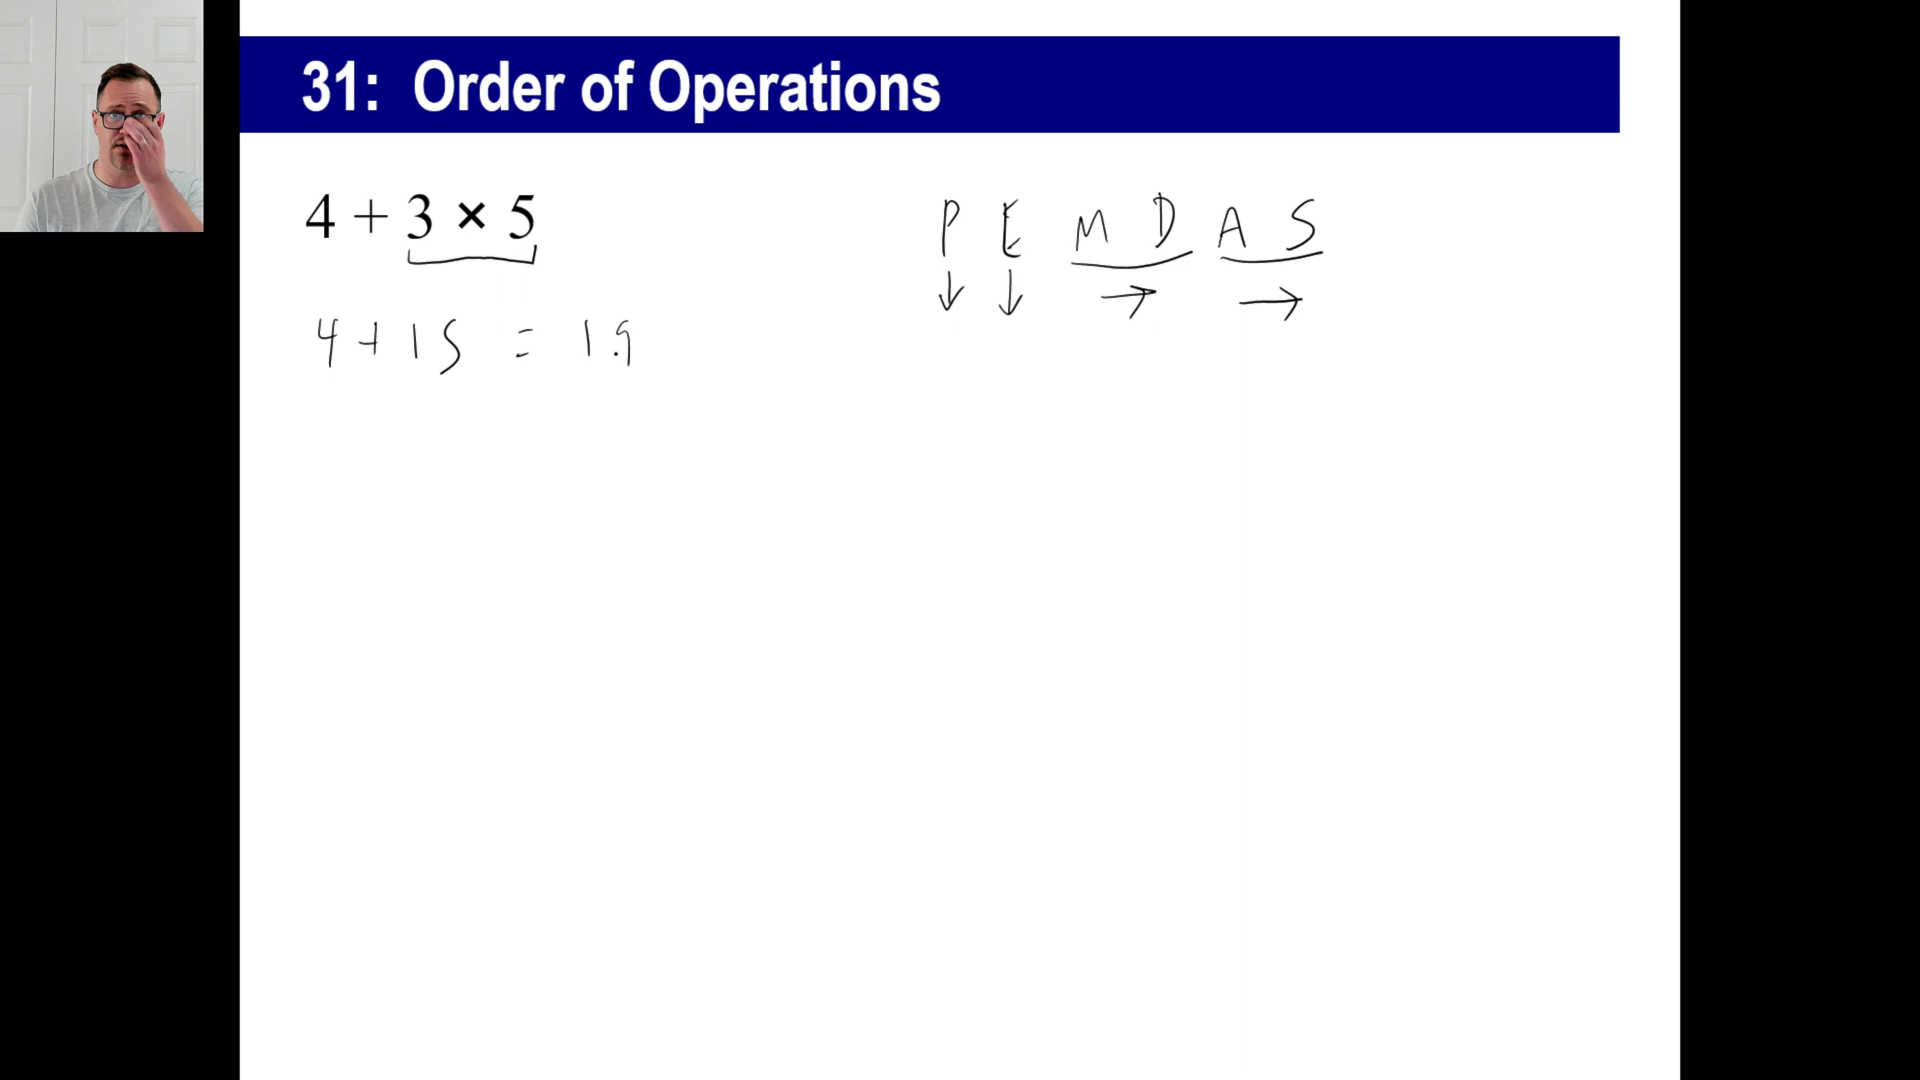 31: Order of Operations
4 + 3 × 5
P E M D A S
↓ ↓ → →
4 + 15 = 19